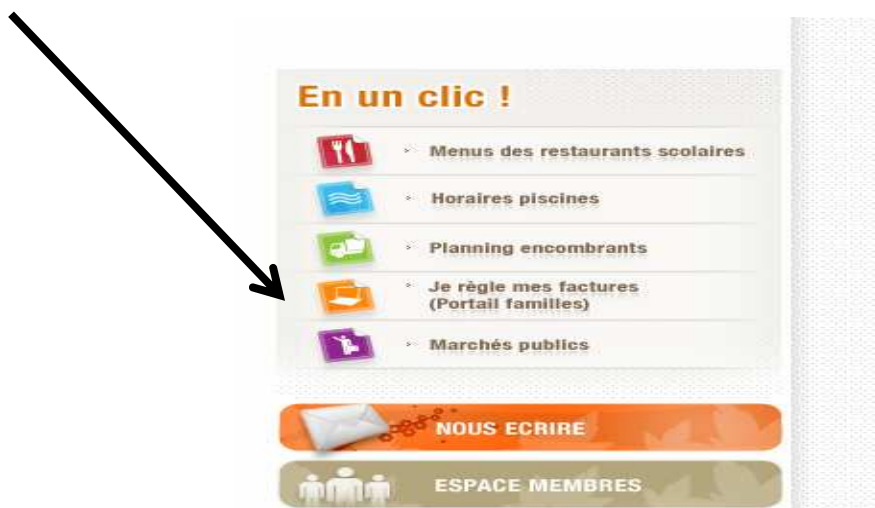 En un clic !
Menus des restaurants scolaires
Horaires piscines
Planning encombrants
Je règle mes factures
(Portail familles)
Marchés publics
NOUS ECRIRE
ESPACE MEMBRES